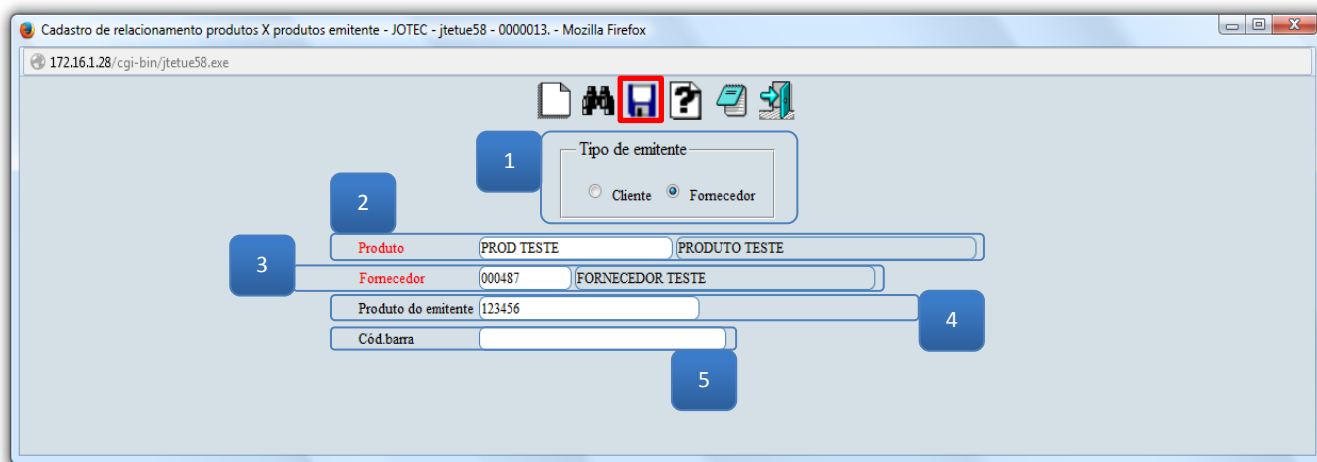 Cadastro de relacionamento produtos X produtos emitente - JOTEC - jtetue58 - 0000013. - Mozilla Firefox
172.16.1.28/cgi-bin/jtetue58.exe
1
Tipo de emitente
Cliente Fornecedor
2
Produto PROD TESTE PRODUTO TESTE
3
Fornecedor 000487 FORNECEDOR TESTE
Produto do emitente 123456
4
Cód.barra
5